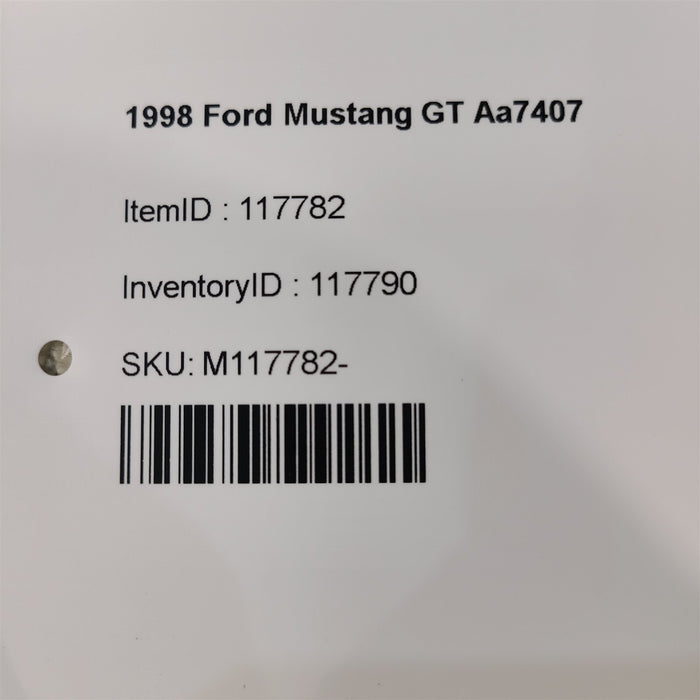 1998 Ford Mustang GT Aa7407
ItemID : 117782
InventoryID : 117790
SKU: M117782-